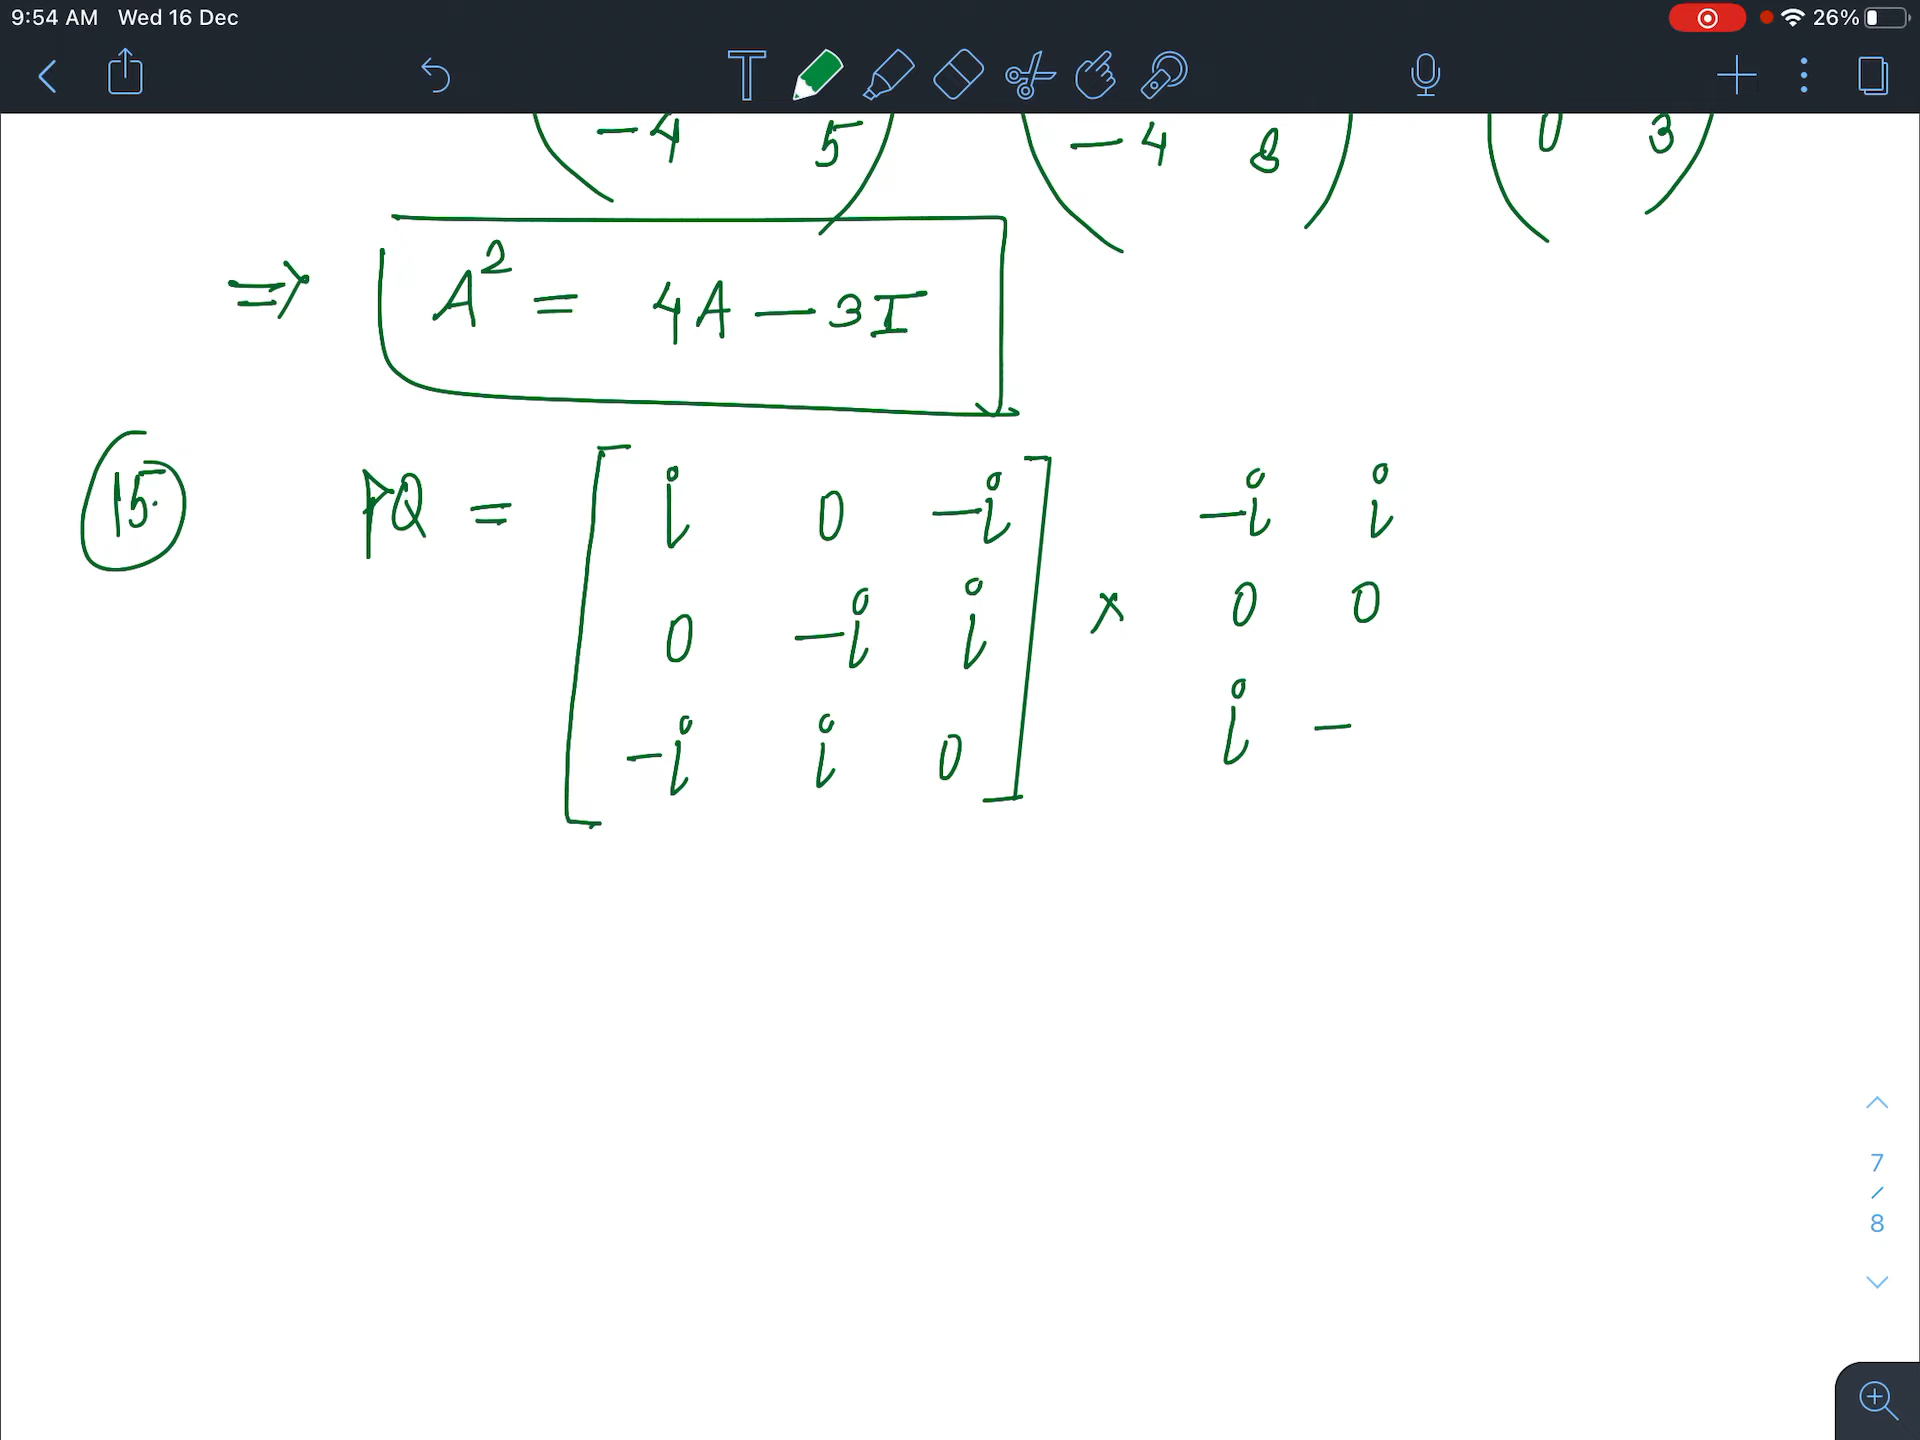 9:54 AM Wed 16 Dec 26%
T
-4 5 -4 8 0 3
⇒ A² = 4A - 3I
15. PQ = [ i 0 -i ] -i i
0 -i i × 0 0
-i i 0 i -
7
/
8